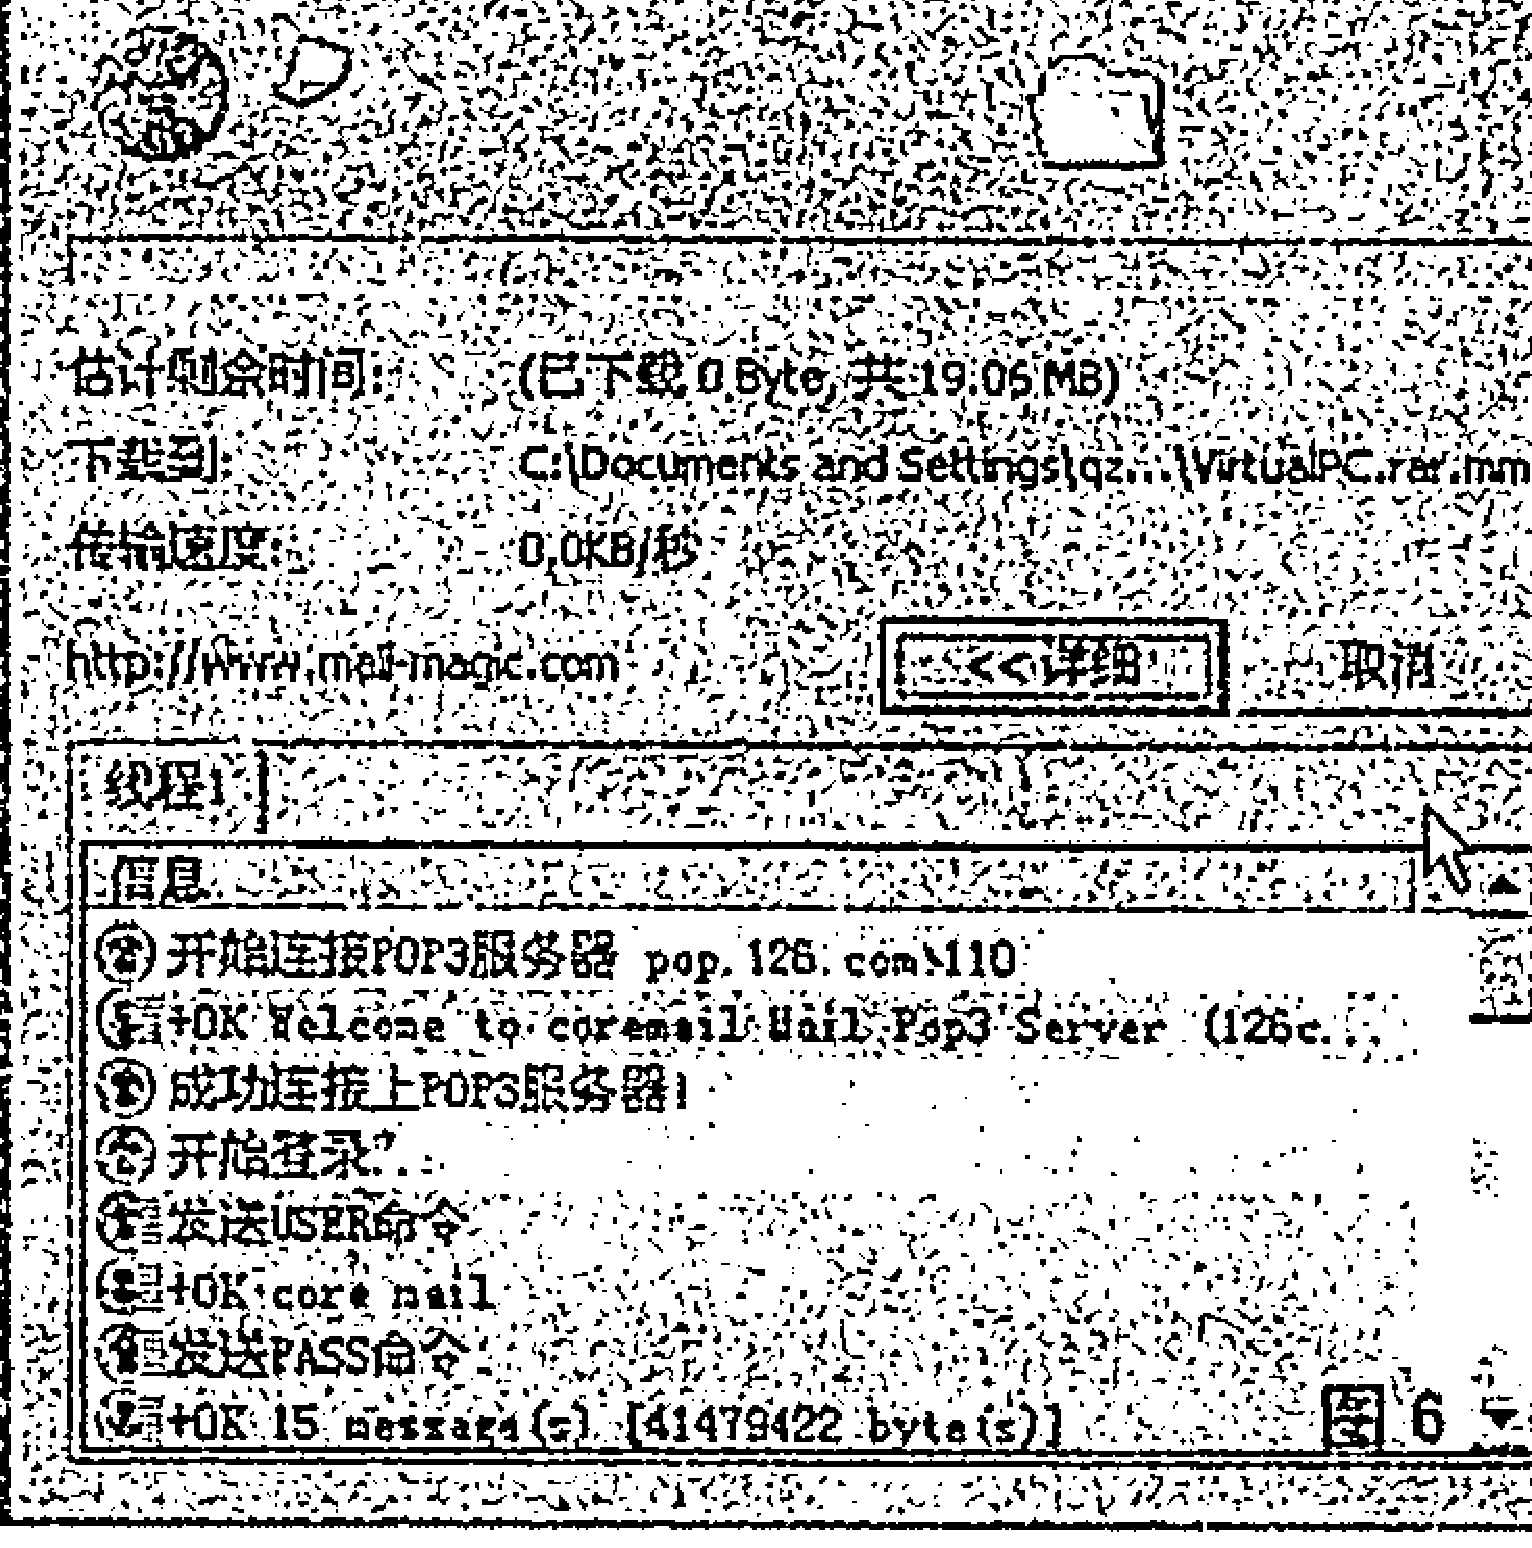 估计剩余时间: (已下载 0 Byte, 共 19.06 MB)
下载到: C:\Documents and Settings\qz...\VirtualPC.rar.mm
传输速度: 0.0KB/秒
http://www.mail-magic.com <<详细 取消
线程1
信息
开始连接POP3服务器 pop.126.com:110
+OK Welcome to coremail Mail Pop3 Server (126c...
成功连接上POP3服务器!
开始登录...
发送USER命令
+OK core mail
发送PASS命令
+OK 15 message(s) [41479422 byte(s)]
图 6